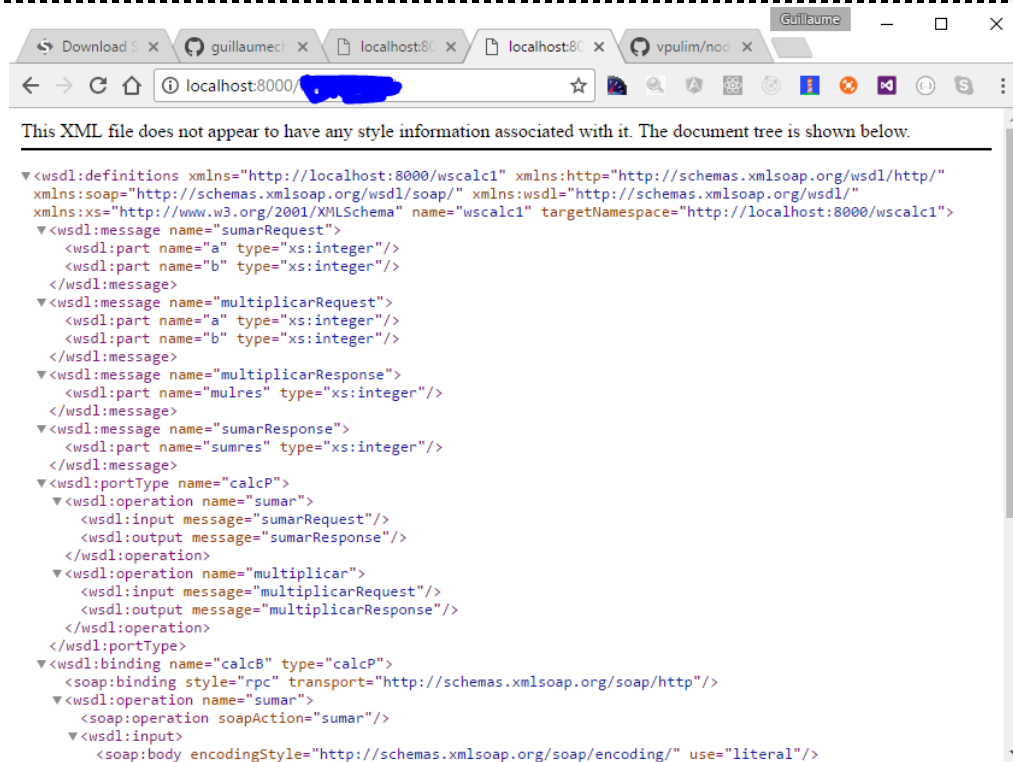 Guillaume
Download S
guillaumech
localhost:80
localhost:80
vpulim/nod
localhost:8000/
This XML file does not appear to have any style information associated with it. The document tree is shown below.
▼<wsdl:definitions xmlns="http://localhost:8000/wscalc1" xmlns:http="http://schemas.xmlsoap.org/wsdl/http/"
xmlns:soap="http://schemas.xmlsoap.org/wsdl/soap/" xmlns:wsdl="http://schemas.xmlsoap.org/wsdl/"
xmlns:xs="http://www.w3.org/2001/XMLSchema" name="wscalc1" targetNamespace="http://localhost:8000/wscalc1">
▼<wsdl:message name="sumarRequest">
<wsdl:part name="a" type="xs:integer"/>
<wsdl:part name="b" type="xs:integer"/>
</wsdl:message>
▼<wsdl:message name="multiplicarRequest">
<wsdl:part name="a" type="xs:integer"/>
<wsdl:part name="b" type="xs:integer"/>
</wsdl:message>
▼<wsdl:message name="multiplicarResponse">
<wsdl:part name="mulres" type="xs:integer"/>
</wsdl:message>
▼<wsdl:message name="sumarResponse">
<wsdl:part name="sumres" type="xs:integer"/>
</wsdl:message>
▼<wsdl:portType name="calcP">
▼<wsdl:operation name="sumar">
<wsdl:input message="sumarRequest"/>
<wsdl:output message="sumarResponse"/>
</wsdl:operation>
▼<wsdl:operation name="multiplicar">
<wsdl:input message="multiplicarRequest"/>
<wsdl:output message="multiplicarResponse"/>
</wsdl:operation>
</wsdl:portType>
▼<wsdl:binding name="calcB" type="calcP">
<soap:binding style="rpc" transport="http://schemas.xmlsoap.org/soap/http"/>
▼<wsdl:operation name="sumar">
<soap:operation soapAction="sumar"/>
▼<wsdl:input>
<soap:body encodingStyle="http://schemas.xmlsoap.org/soap/encoding/" use="literal"/>